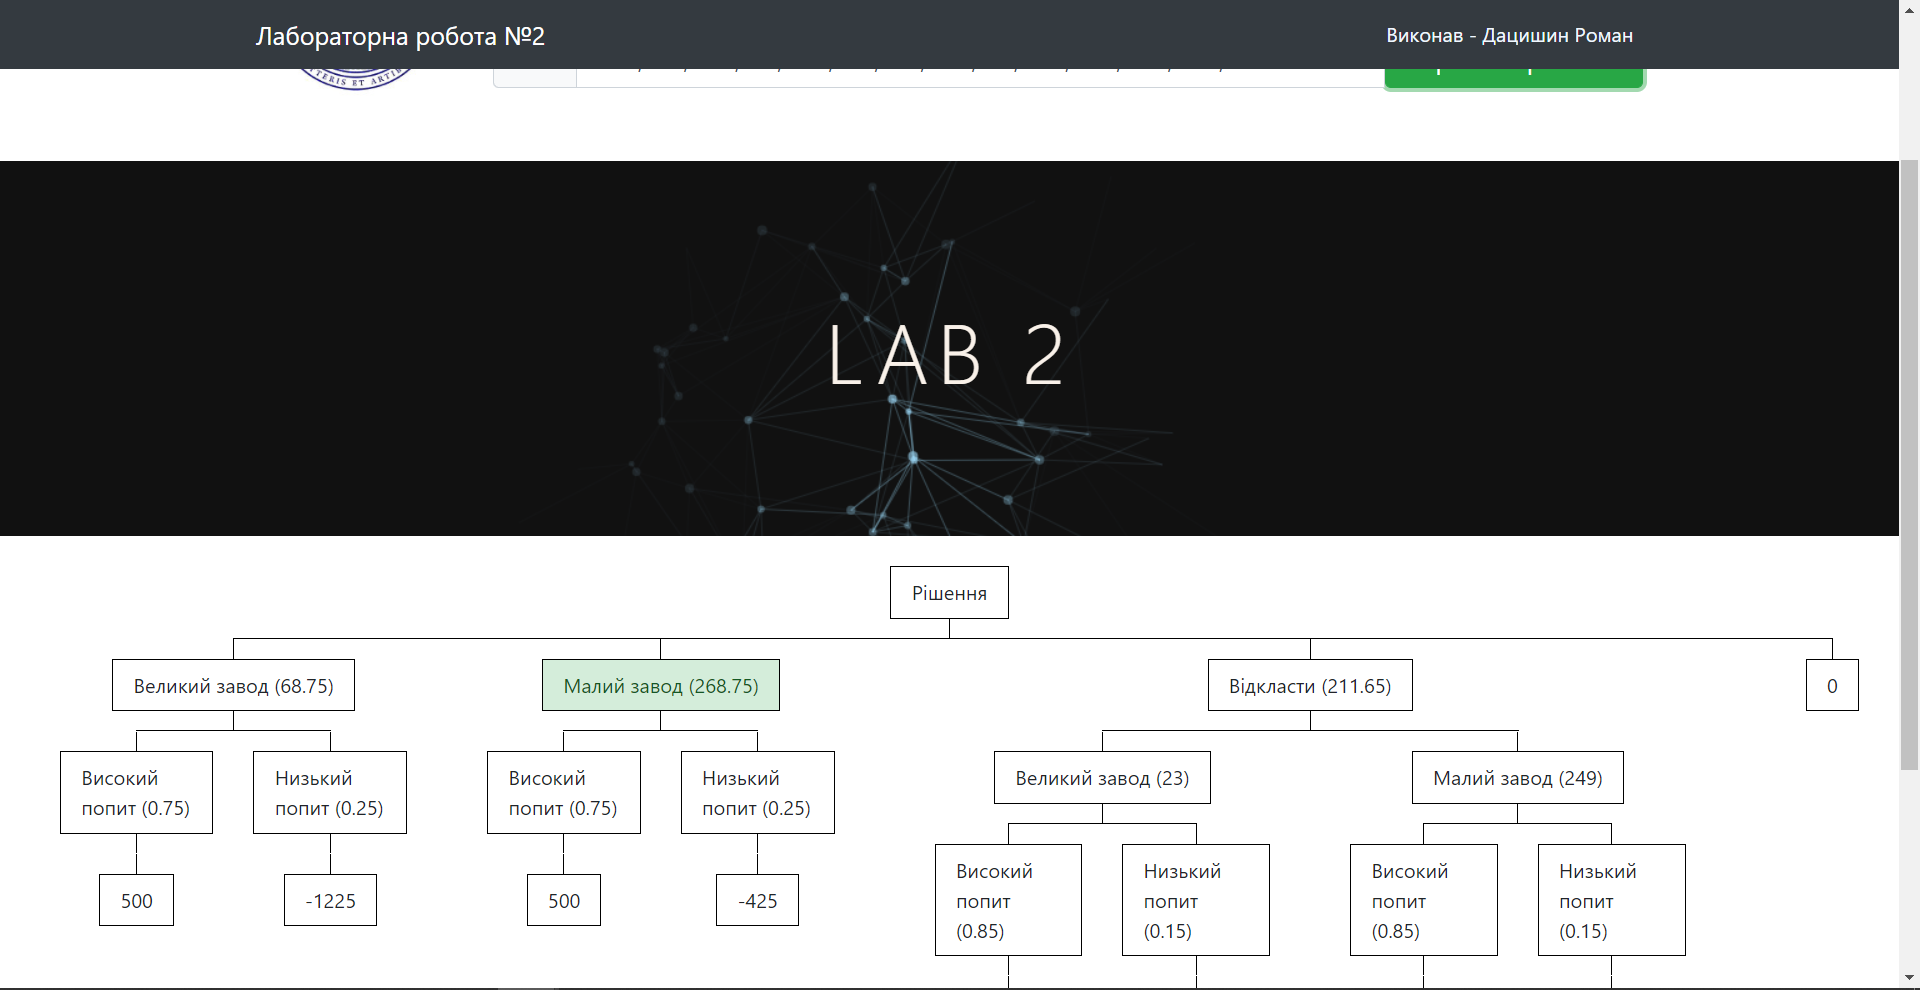 Лабораторна робота №2
Виконав - Дацишин Роман
TERIS ET ARTIB
LAB 2
Рішення
Великий завод (68.75)
Малий завод (268.75)
Відкласти (211.65)
0
Високий
попит (0.75)
Низький
попит (0.25)
Високий
попит (0.75)
Низький
попит (0.25)
Великий завод (23)
Малий завод (249)
500
-1225
500
-425
Високий
попит
(0.85)
Низький
попит
(0.15)
Високий
попит
(0.85)
Низький
попит
(0.15)